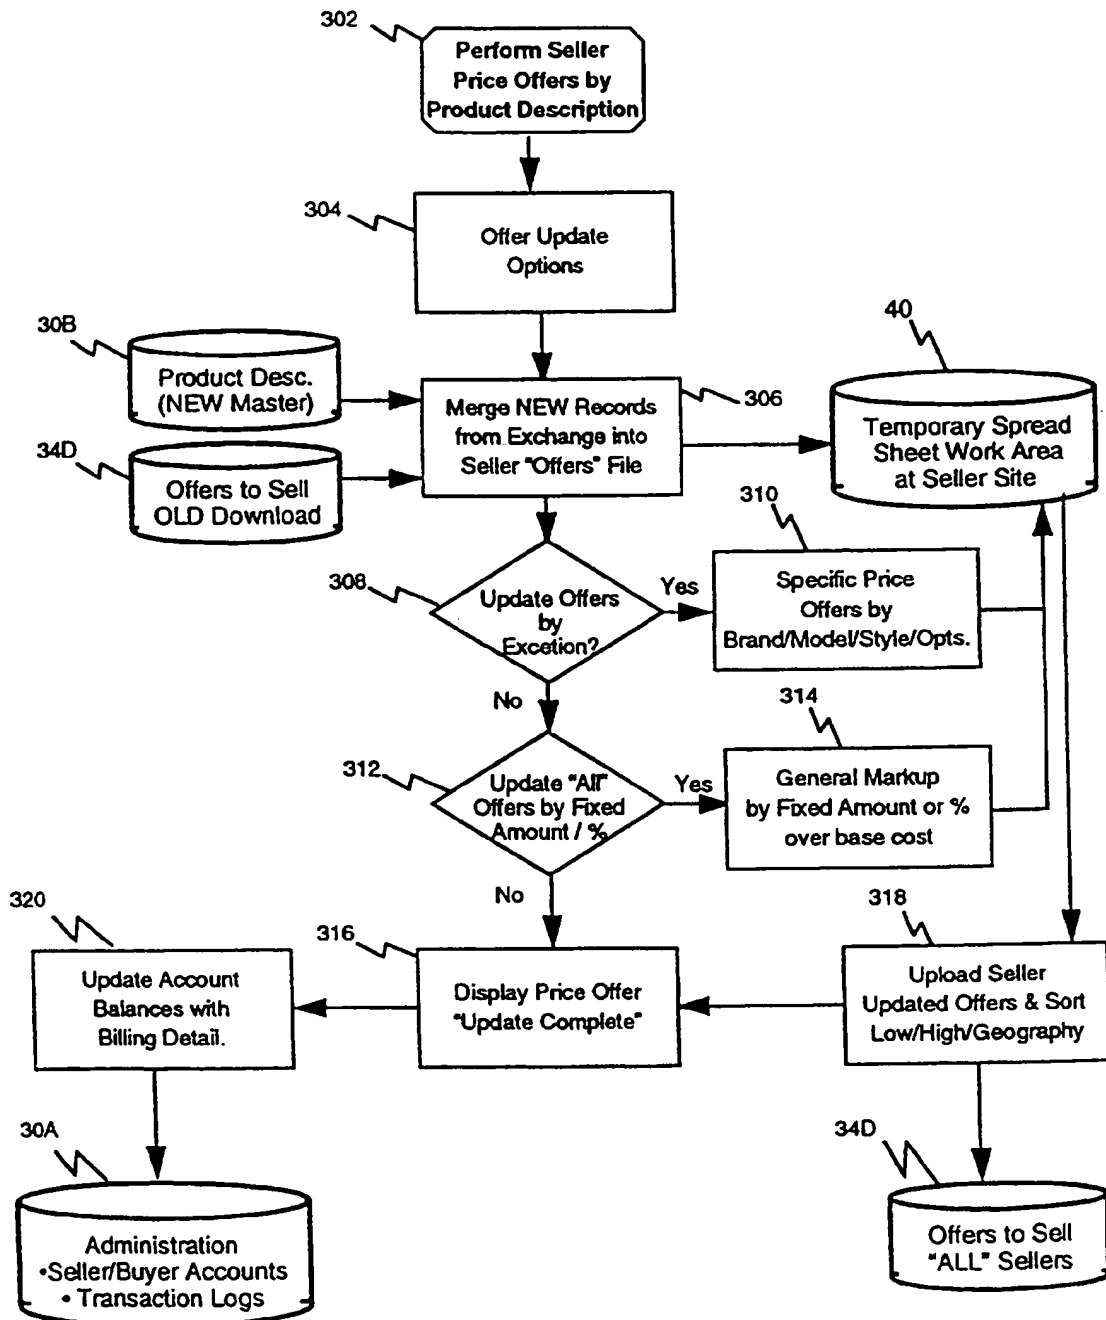 302
Perform Seller
Price Offers by
Product Description
304
Offer Update
Options
30B
Product Desc.
(NEW Master)
34D
Offers to Sell
OLD Download
Merge NEW Records
from Exchange into
Seller "Offers" File
306
40
Temporary Spread
Sheet Work Area
at Seller Site
308
Update Offers
by
Excetion?
Yes
310
Specific Price
Offers by
Brand/Model/Style/Opts.
No
312
Update "All"
Offers by Fixed
Amount / %
Yes
314
General Markup
by Fixed Amount or %
over base cost
No
320
Update Account
Balances with
Billing Detail.
316
Display Price Offer
"Update Complete"
318
Upload Seller
Updated Offers & Sort
Low/High/Geography
30A
Administration
•Seller/Buyer Accounts
• Transaction Logs
34D
Offers to Sell
"ALL" Sellers